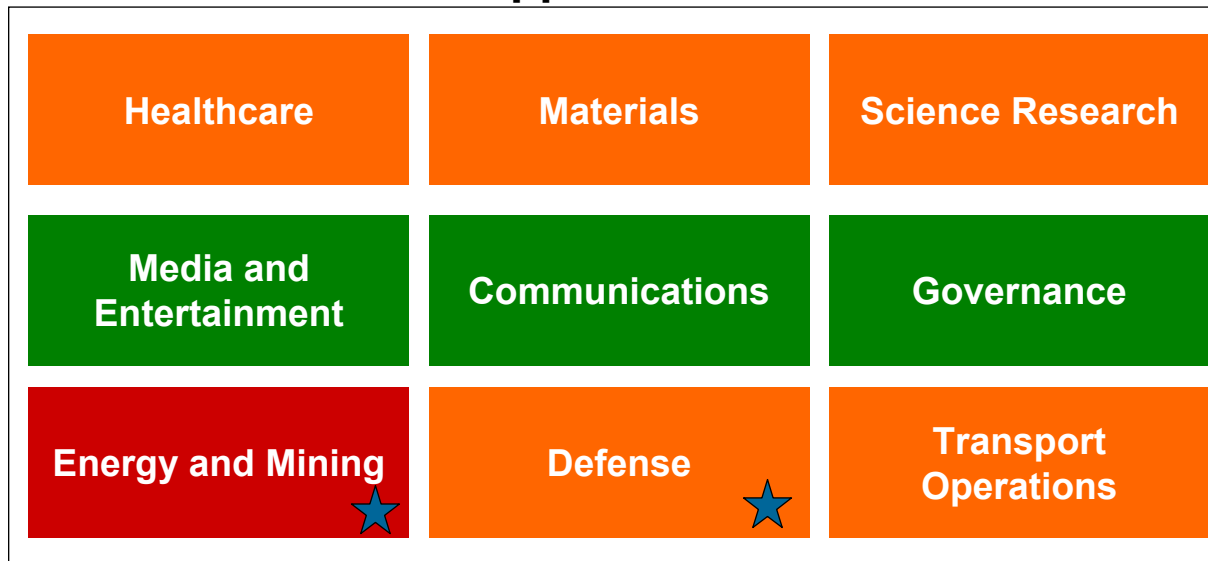 Healthcare
Materials
Science Research
Media and
Entertainment
Communications
Governance
Energy and Mining
Defense
Transport
Operations